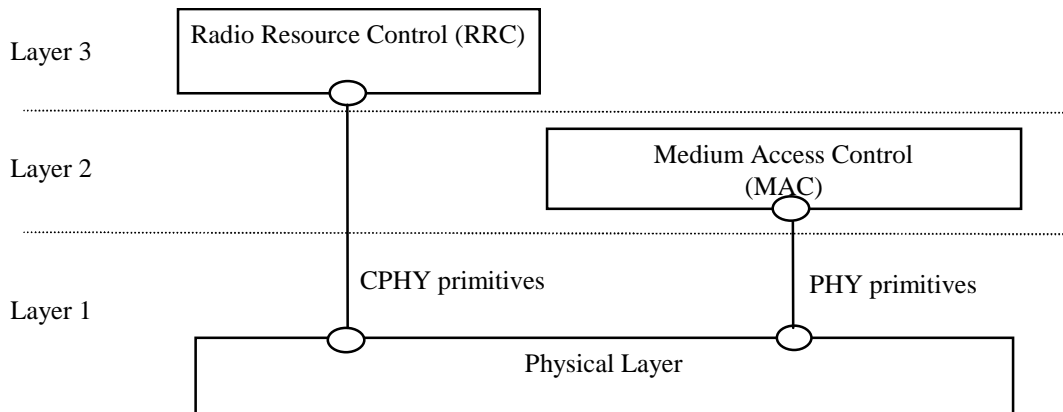 Radio Resource Control (RRC)
Layer 3
Medium Access Control
(MAC)
Layer 2
CPHY primitives
PHY primitives
Layer 1
Physical Layer